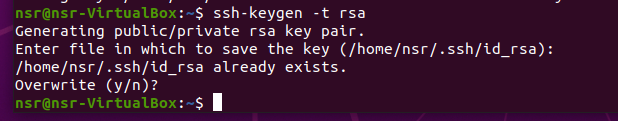 nsr@nsr-VirtualBox:~$ ssh-keygen -t rsa
Generating public/private rsa key pair.
Enter file in which to save the key (/home/nsr/.ssh/id_rsa):
/home/nsr/.ssh/id_rsa already exists.
Overwrite (y/n)?
nsr@nsr-VirtualBox:~$